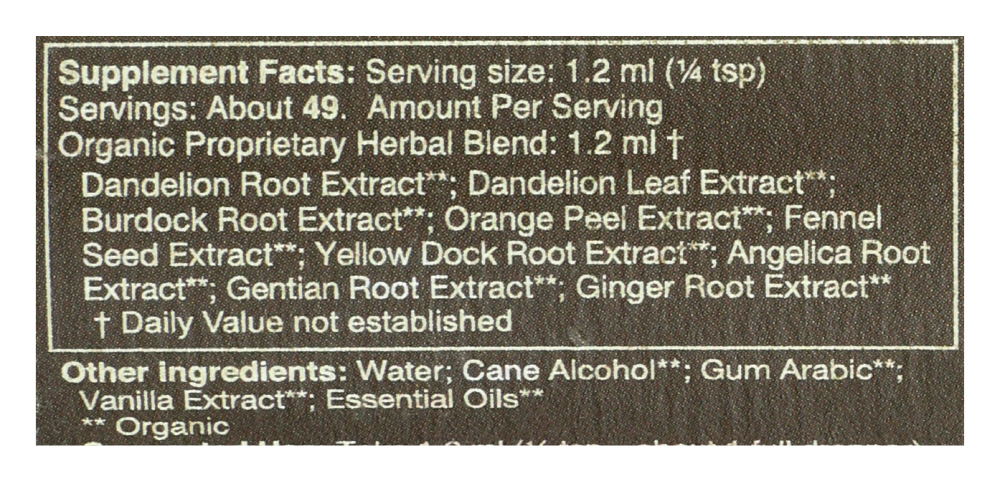 Supplement Facts: Serving size: 1.2 ml (¼ tsp)
Servings: About 49. Amount Per Serving
Organic Proprietary Herbal Blend: 1.2 ml †
Dandelion Root Extract**; Dandelion Leaf Extract**;
Burdock Root Extract**; Orange Peel Extract**; Fennel
Seed Extract**; Yellow Dock Root Extract**; Angelica Root
Extract**; Gentian Root Extract**; Ginger Root Extract**
† Daily Value not established
Other Ingredients: Water; Cane Alcohol**; Gum Arabic**;
Vanilla Extract**; Essential Oils**
** Organic